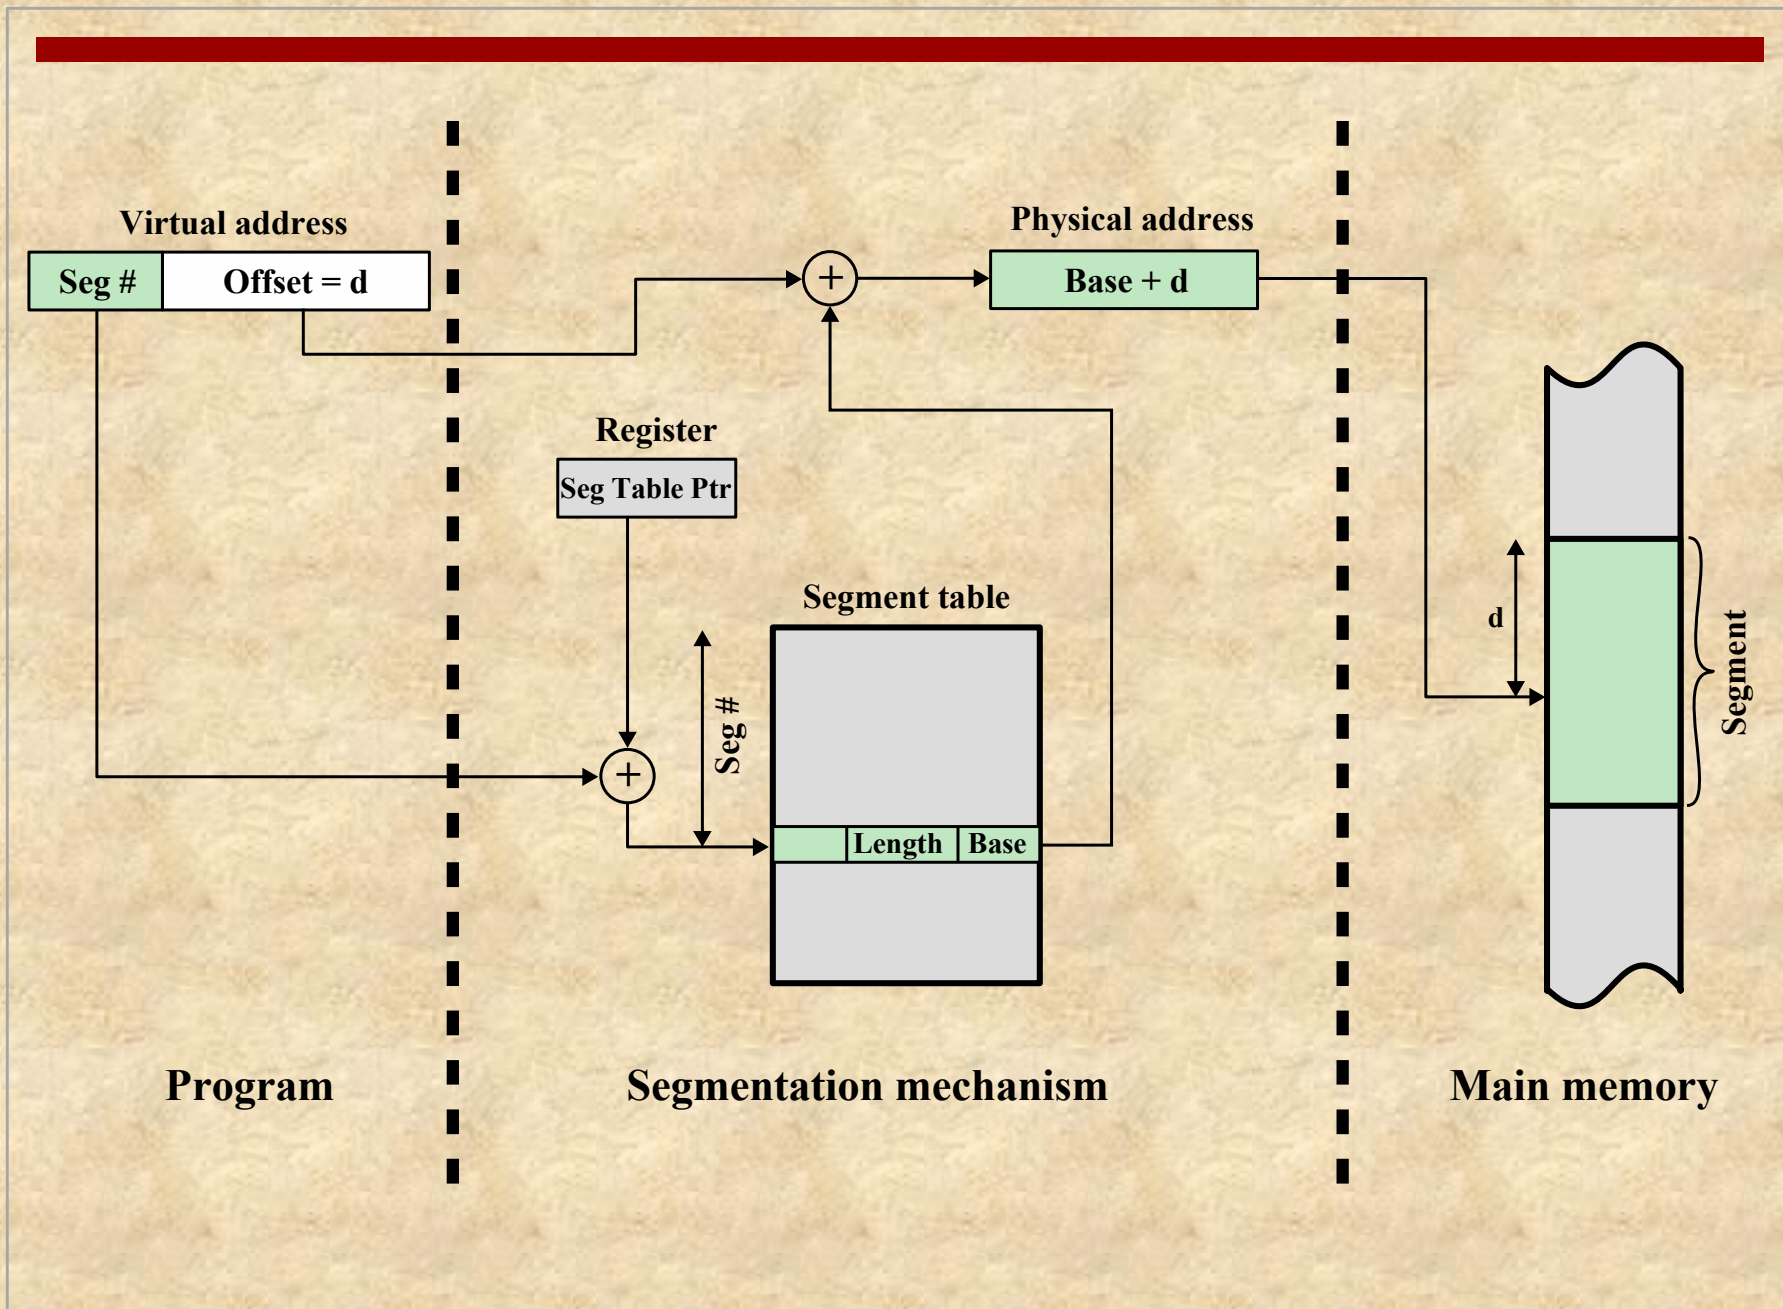 Virtual address
Seg #
Offset = d
+
Physical address
Base + d
Register
Seg Table Ptr
Segment table
Seg #
+
Length
Base
d
Segment
Program
Segmentation mechanism
Main memory